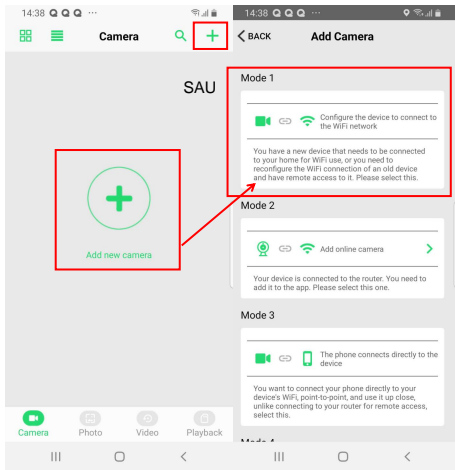 14:38
Camera
SAU
Add new camera
Camera
Photo
Video
Playback
14:38
BACK
Add Camera
Mode 1
Configure the device to connect to
the WiFi network
You have a new device that needs to be connected
to your home for WiFi use, or you need to
reconfigure the WiFi connection of an old device
and have remote access to it. Please select this.
Mode 2
Add online camera
Your device is connected to the router. You need to
add it to the app. Please select this one.
Mode 3
The phone connects directly to the
device
You want to connect your phone directly to your
device's WiFi, point-to-point, and use it up close,
unlike connecting to your router for remote access,
select this.